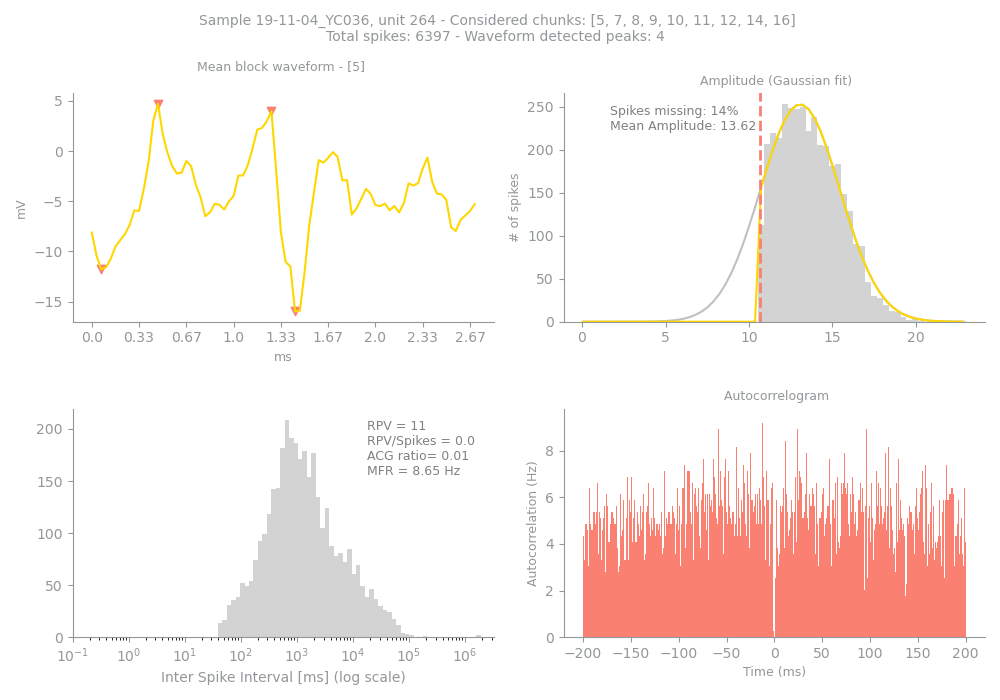 Sample 19-11-04_YC036, unit 264 - Considered chunks: [5, 7, 8, 9, 10, 11, 12, 14, 16]
Total spikes: 6397 - Waveform detected peaks: 4
Mean block waveform - [5]
mV
5
0
−5
−10
−15
0.0 0.33 0.67 1.0 1.33 1.67 2.0 2.33 2.67
ms
Amplitude (Gaussian fit)
Spikes missing: 14%
Mean Amplitude: 13.62
# of spikes
250
200
150
100
50
0
0 5 10 15 20
RPV = 11
RPV/Spikes = 0.0
ACG ratio= 0.01
MFR = 8.65 Hz
200
150
100
50
0
10⁻¹ 10⁰ 10¹ 10² 10³ 10⁴ 10⁵ 10⁶
Inter Spike Interval [ms] (log scale)
Autocorrelogram
Autocorrelation (Hz)
8
6
4
2
0
−200 −150 −100 −50 0 50 100 150 200
Time (ms)